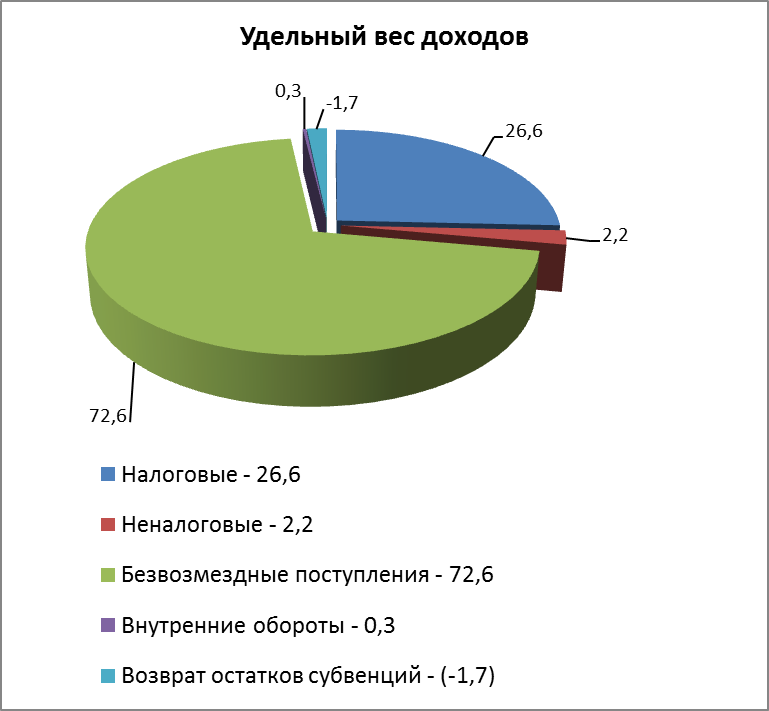 Удельный вес доходов
0,3
-1,7
26,6
2,2
72,6
Налоговые - 26,6
Неналоговые - 2,2
Безвозмездные поступления - 72,6
Внутренние обороты - 0,3
Возврат остатков субвенций - (-1,7)